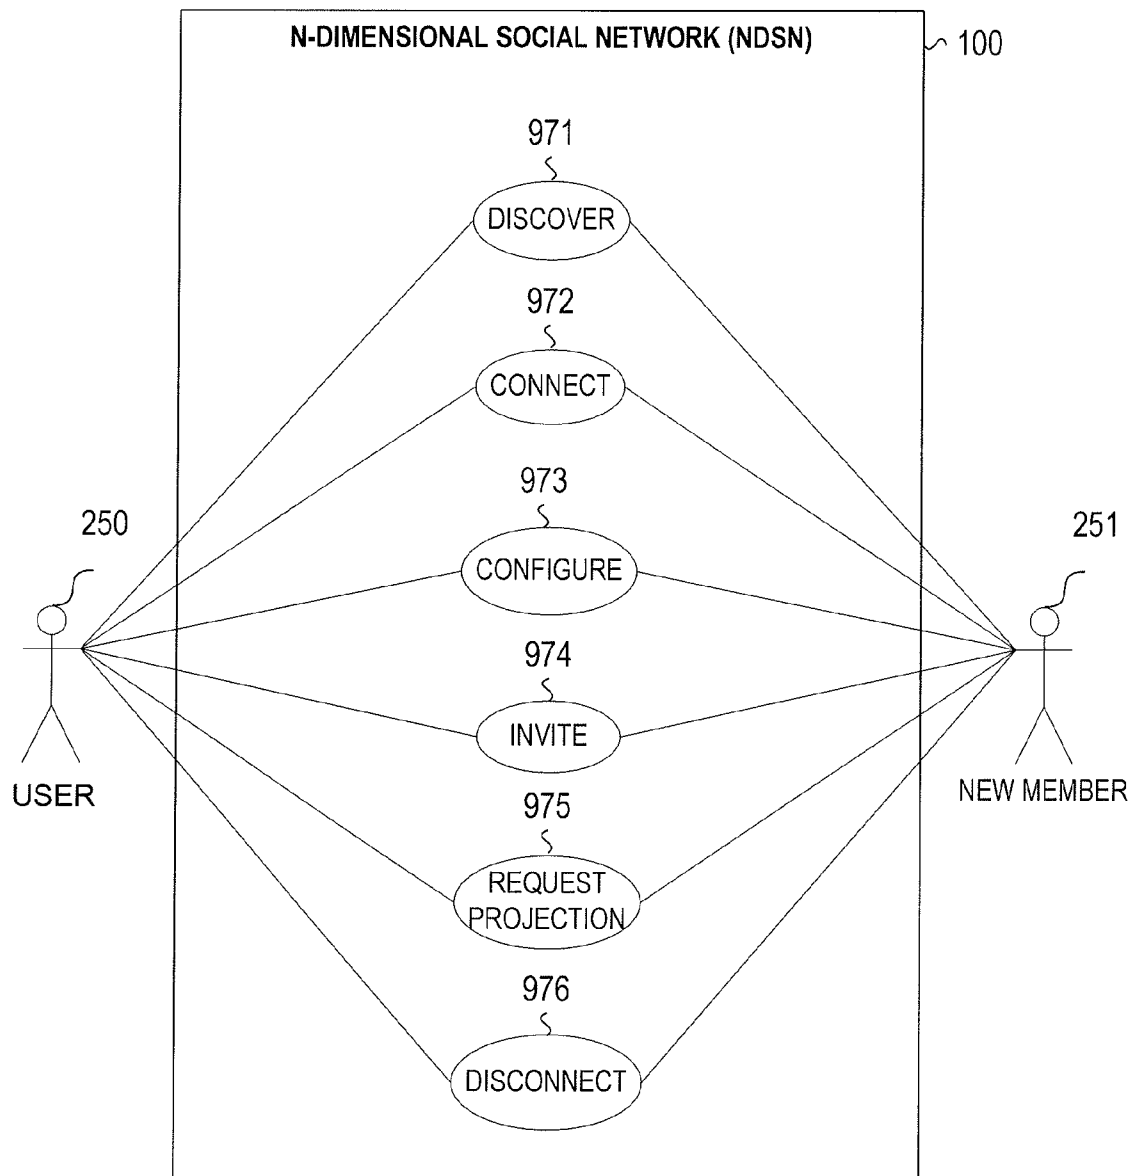 N-DIMENSIONAL SOCIAL NETWORK (NDSN)
100
971
DISCOVER
972
CONNECT
973
CONFIGURE
250
251
974
INVITE
USER
NEW MEMBER
975
REQUEST
PROJECTION
976
DISCONNECT